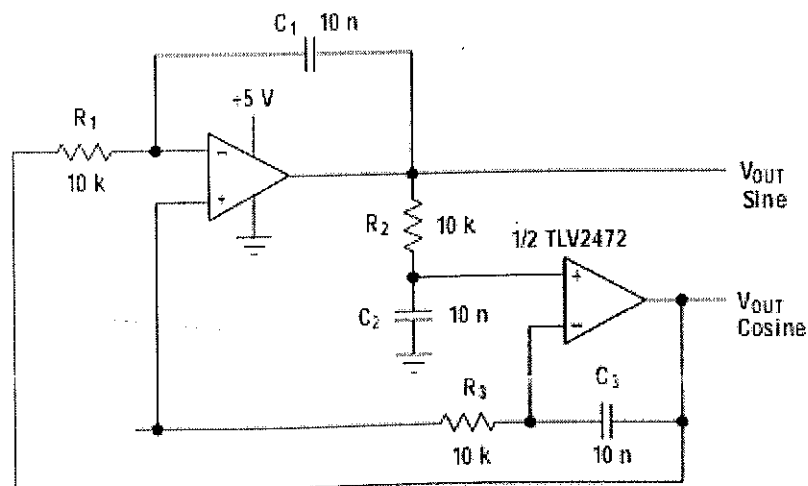 C1 10 n
+5 V
R1
10 k
−
+
VOUT
Sine
R2 10 k
1/2 TLV2472
+
−
VOUT
Cosine
C2 10 n
R3
10 k
C3
10 n